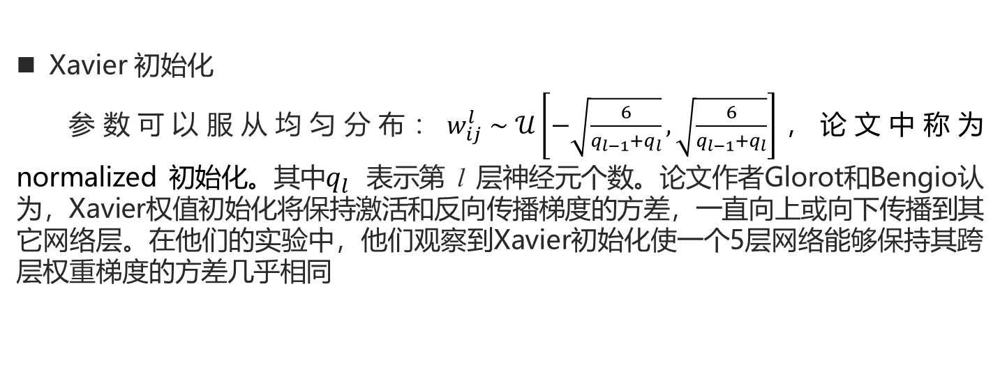 ■ Xavier 初始化
参数可以服从均匀分布：$w_{ij}^{l} \sim \mathcal{U}\left[-\sqrt{\frac{6}{q_{l-1}+q_l}}, \sqrt{\frac{6}{q_{l-1}+q_l}}\right]$，论文中称为
normalized 初始化。其中$q_l$ 表示第 $l$ 层神经元个数。论文作者Glorot和Bengio认
为，Xavier权值初始化将保持激活和反向传播梯度的方差，一直向上或向下传播到其
它网络层。在他们的实验中，他们观察到Xavier初始化使一个5层网络能够保持其跨
层权重梯度的方差几乎相同